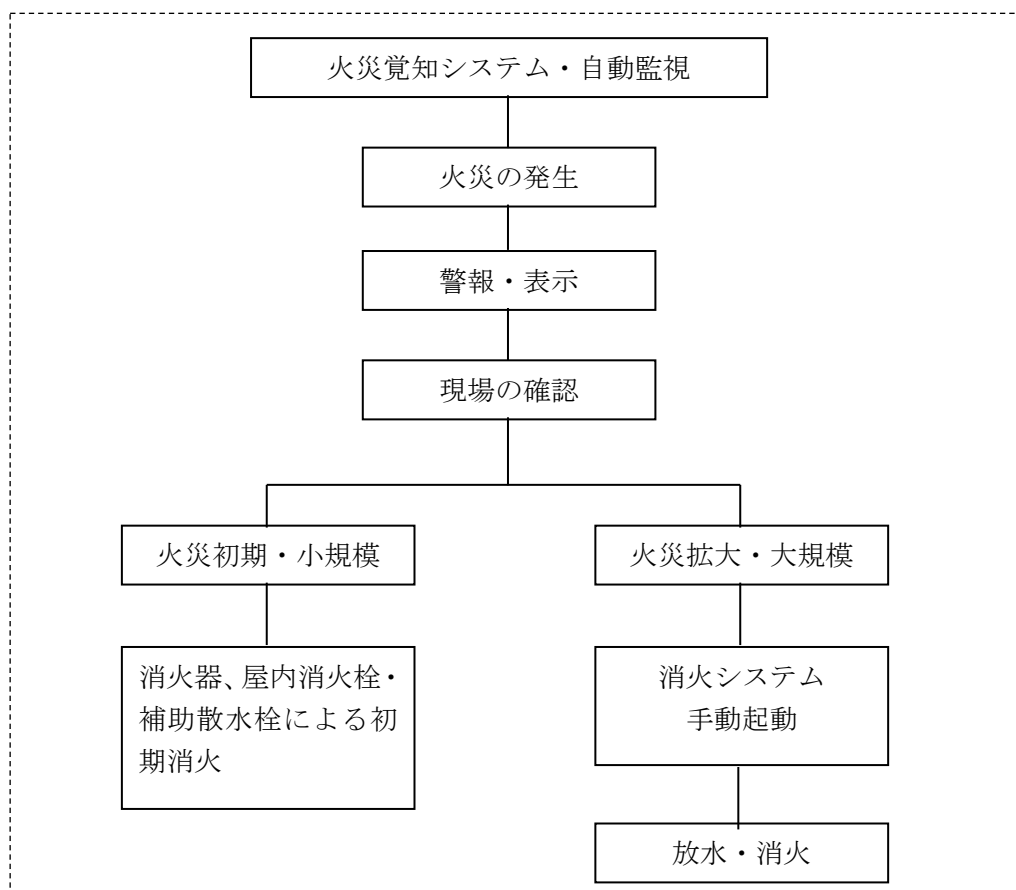 火災覚知システム・自動監視
火災の発生
警報・表示
現場の確認
火災初期・小規模
火災拡大・大規模
消火器、屋内消火栓・
補助散水栓による初
期消火
消火システム
手動起動
放水・消火